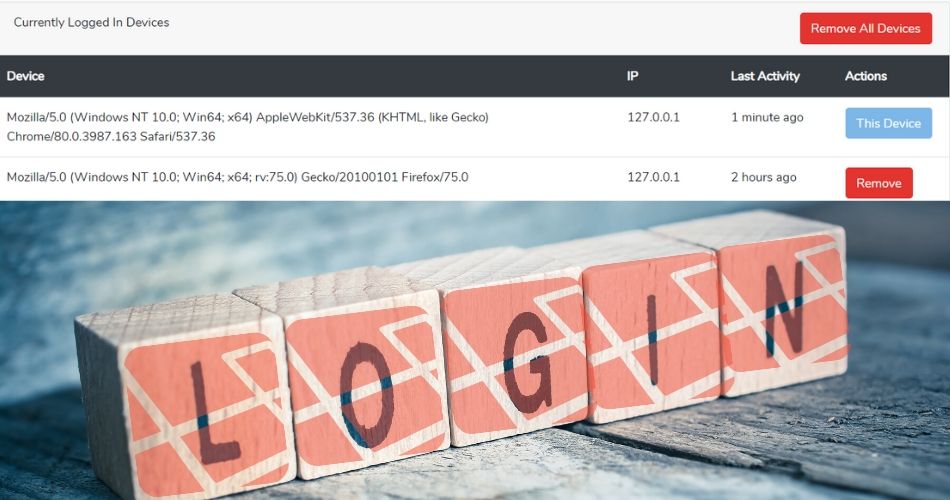 Currently Logged In Devices
Remove All Devices
Device IP Last Activity Actions
Mozilla/5.0 (Windows NT 10.0; Win64; x64) AppleWebKit/537.36 (KHTML, like Gecko) 127.0.0.1 1 minute ago This Device
Chrome/80.0.3987.163 Safari/537.36
Mozilla/5.0 (Windows NT 10.0; Win64; x64; rv:75.0) Gecko/20100101 Firefox/75.0 127.0.0.1 2 hours ago Remove
LOGIN